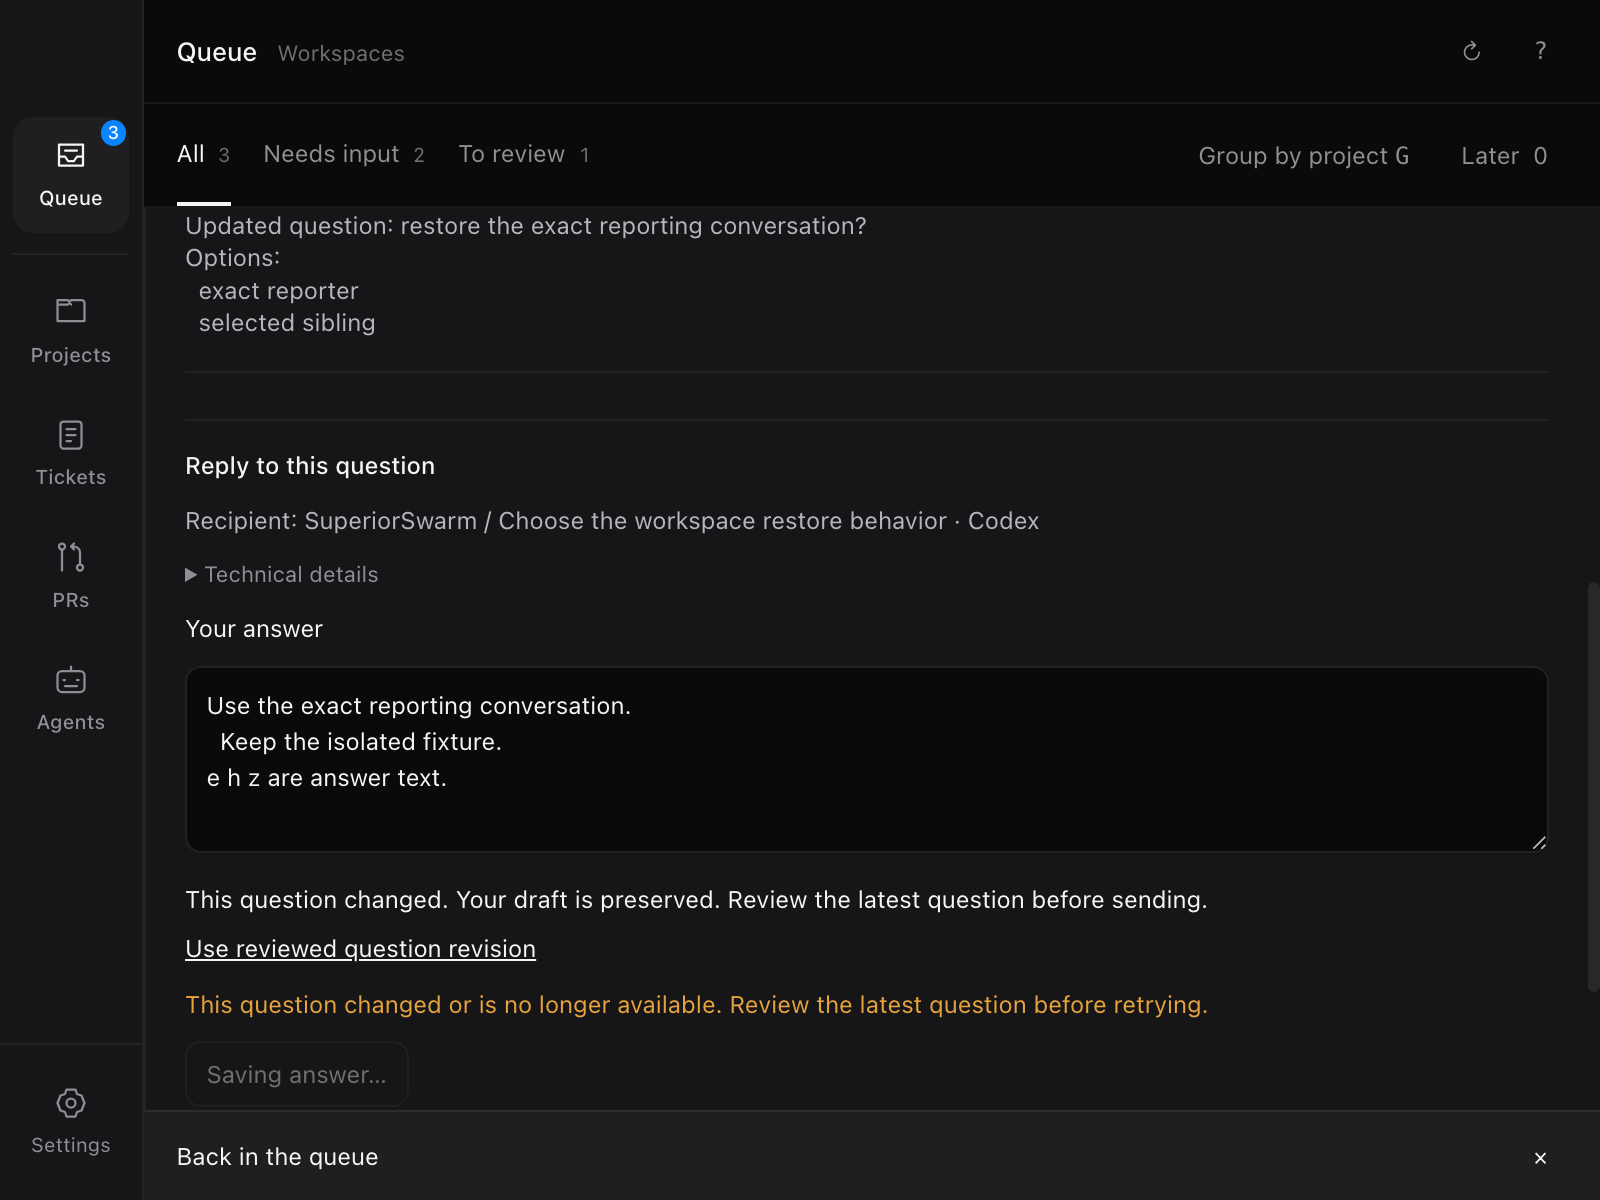 Queue Workspaces
?
3
Queue
All 3 Needs input 2 To review 1 Group by project G Later 0
Updated question: restore the exact reporting conversation?
Options:
exact reporter
selected sibling
Projects
Tickets
PRs
Agents
Settings
Reply to this question
Recipient: SuperiorSwarm / Choose the workspace restore behavior · Codex
Technical details
Your answer
Use the exact reporting conversation.
Keep the isolated fixture.
e h z are answer text.
This question changed. Your draft is preserved. Review the latest question before sending.
Use reviewed question revision
This question changed or is no longer available. Review the latest question before retrying.
Saving answer...
Back in the queue ×